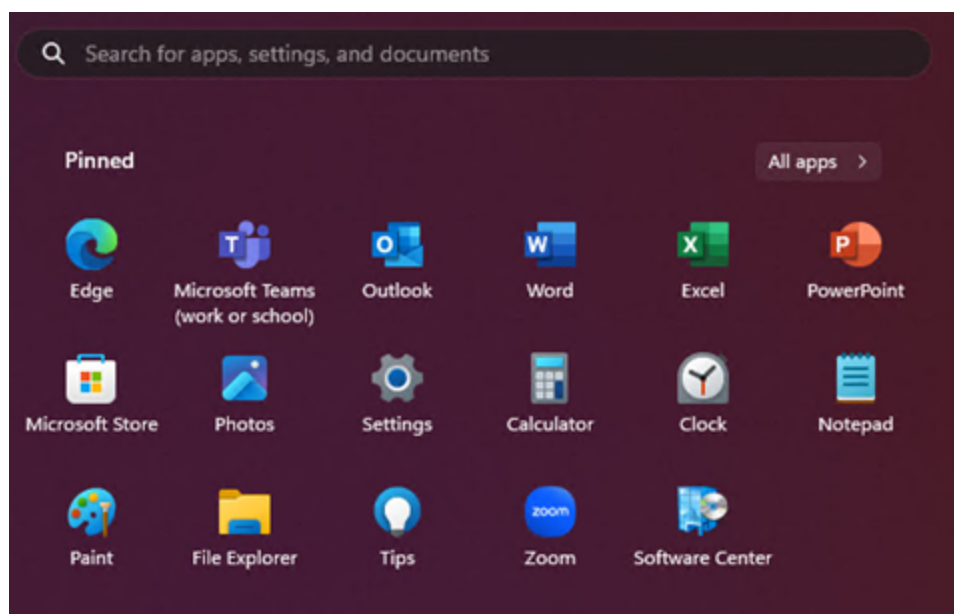 Search for apps, settings, and documents
Pinned
All apps >
T
O
W
X
P
Edge
Microsoft Teams
(work or school)
Outlook
Word
Excel
PowerPoint
Microsoft Store
Photos
Settings
Calculator
Clock
Notepad
zoom
Paint
File Explorer
Tips
Zoom
Software Center